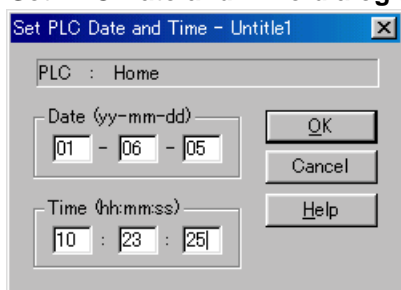 Set PLC Date and Time - Untitle1
PLC : Home
Date (yy-mm-dd)
01 - 06 - 05
OK
Cancel
Time (hh:mm:ss)
10 : 23 : 25
Help